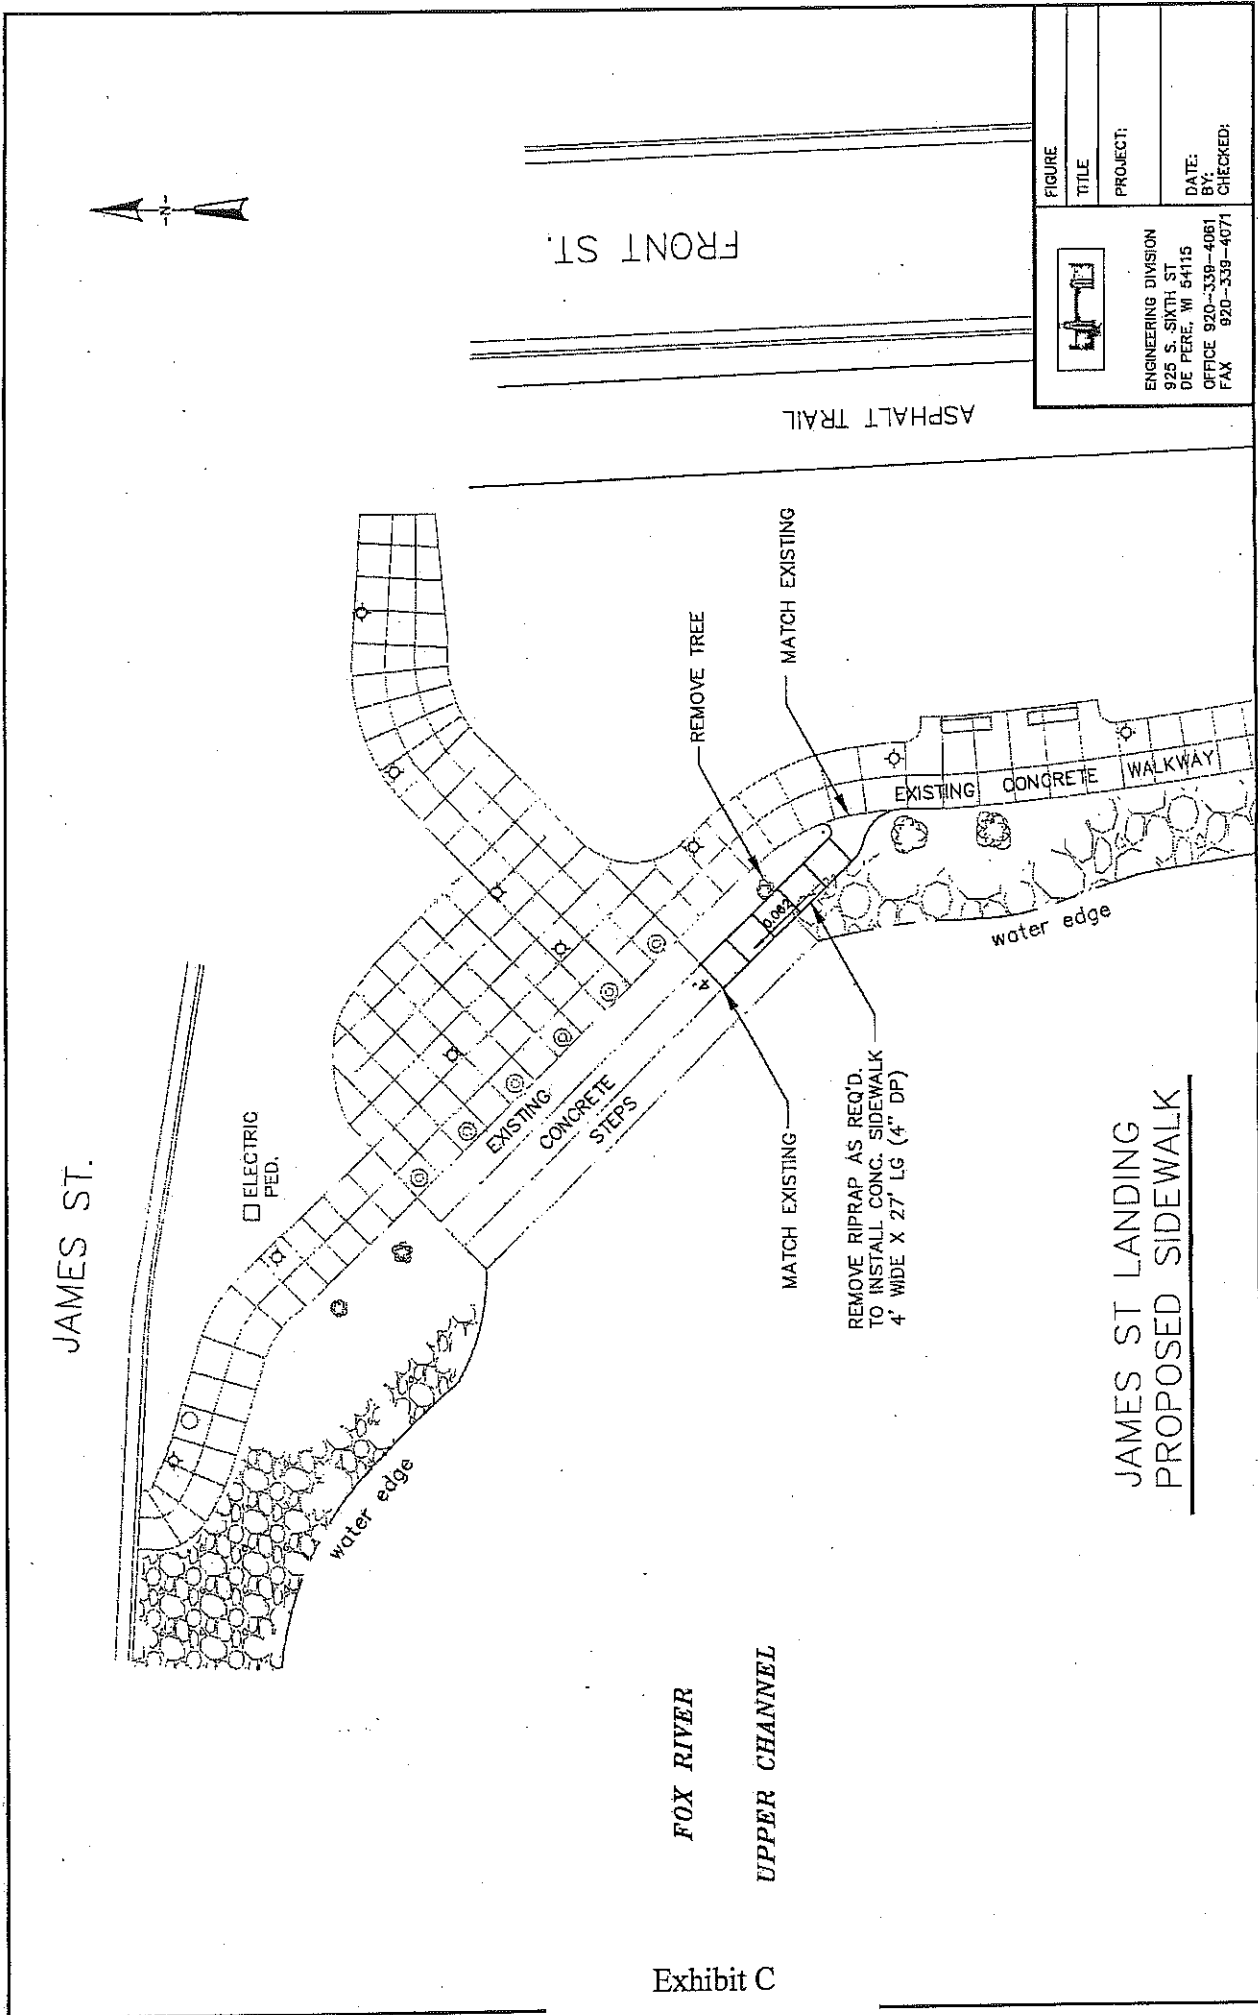 JAMES ST.
-N-
FRONT ST.
ASPHALT TRAIL
ELECTRIC
PED.
EXISTING
CONCRETE
STEPS
water edge
REMOVE TREE
MATCH EXISTING
EXISTING CONCRETE WALKWAY
0.062
4'
water edge
MATCH EXISTING
REMOVE RIPRAP AS REQ'D.
TO INSTALL CONC. SIDEWALK
4' WIDE X 27' LG (4" DP)
FOX RIVER
UPPER CHANNEL
JAMES ST LANDING
PROPOSED SIDEWALK
ENGINEERING DIVISION
925 S. SIXTH ST
DE PERE, WI 54115
OFFICE 920-339-4061
FAX 920-339-4071
FIGURE
TITLE
PROJECT:
DATE:
BY:
CHECKED:
Exhibit C